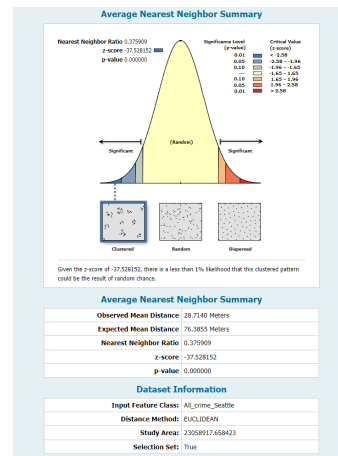 Average Nearest Neighbor Summary
Nearest Neighbor Ratio 0.375909
z-score -37.528152
p-value 0.000000
Significance Level (p-value) Critical Value (z-score)
0.01 < -2.58
0.05 -2.58 - -1.96
0.10 -1.96 - -1.65
--- -1.65 - 1.65
0.10 1.65 - 1.96
0.05 1.96 - 2.58
0.01 > 2.58
(Random)
Significant Significant
Clustered Random Dispersed
Given the z-score of -37.528152, there is a less than 1% likelihood that this clustered pattern
could be the result of random chance.
Average Nearest Neighbor Summary
Observed Mean Distance: 28.7140 Meters
Expected Mean Distance: 76.3855 Meters
Nearest Neighbor Ratio: 0.375909
z-score: -37.528152
p-value: 0.000000
Dataset Information
Input Feature Class: All_crime_Seattle
Distance Method: EUCLIDEAN
Study Area: 23058917.658423
Selection Set: True